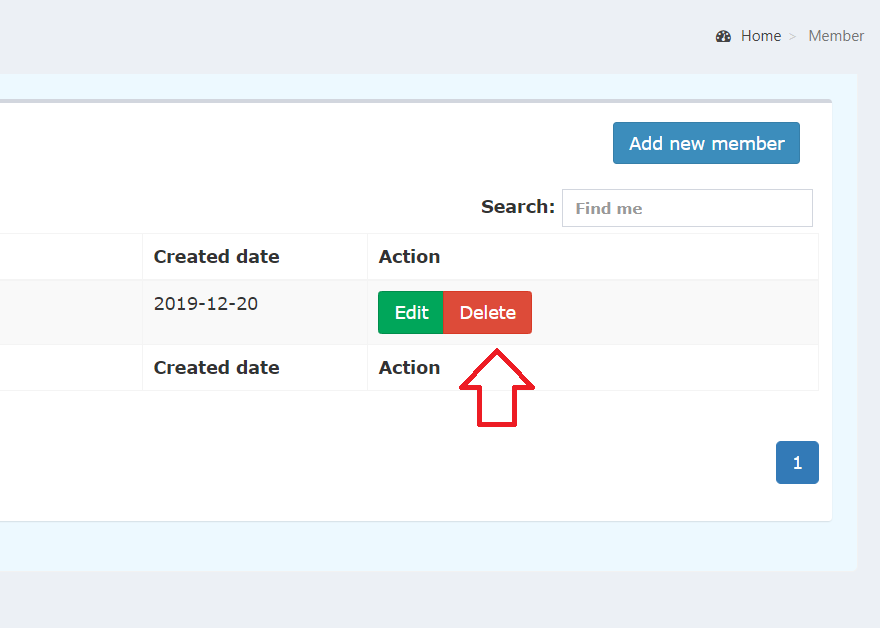 Home > Member
Add new member
Search: Find me
Created date Action
2019-12-20 Edit Delete
Created date Action
1